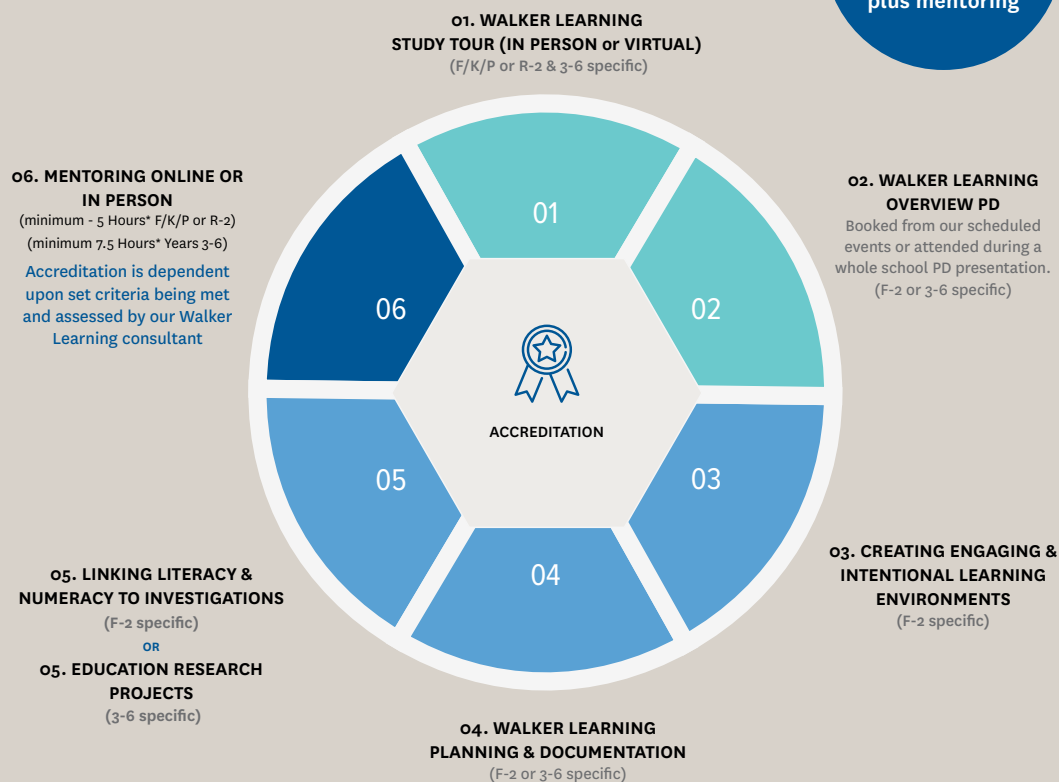 plus mentoring
01. WALKER LEARNING
STUDY TOUR (IN PERSON or VIRTUAL)
(F/K/P or R-2 & 3-6 specific)
06. MENTORING ONLINE OR
IN PERSON
(minimum - 5 Hours* F/K/P or R-2)
(minimum 7.5 Hours* Years 3-6)
Accreditation is dependent
upon set criteria being met
and assessed by our Walker
Learning consultant
02. WALKER LEARNING
OVERVIEW PD
Booked from our scheduled
events or attended during a
whole school PD presentation.
(F-2 or 3-6 specific)
01
06
02
ACCREDITATION
05
03
04
03. CREATING ENGAGING &
INTENTIONAL LEARNING
ENVIRONMENTS
(F-2 specific)
05. LINKING LITERACY &
NUMERACY TO INVESTIGATIONS
(F-2 specific)
OR
05. EDUCATION RESEARCH
PROJECTS
(3-6 specific)
04. WALKER LEARNING
PLANNING & DOCUMENTATION
(F-2 or 3-6 specific)